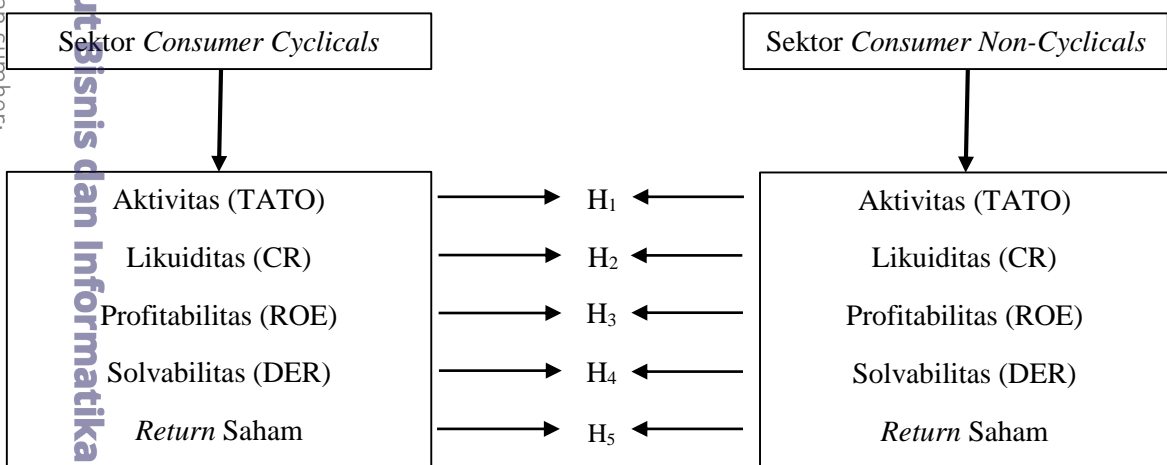 Sektor Consumer Cyclicals
Sektor Consumer Non-Cyclicals
Aktivitas (TATO)
H1
Aktivitas (TATO)
Likuiditas (CR)
H2
Likuiditas (CR)
Profitabilitas (ROE)
H3
Profitabilitas (ROE)
Solvabilitas (DER)
H4
Solvabilitas (DER)
Return Saham
H5
Return Saham
Bisnis dan Informatika